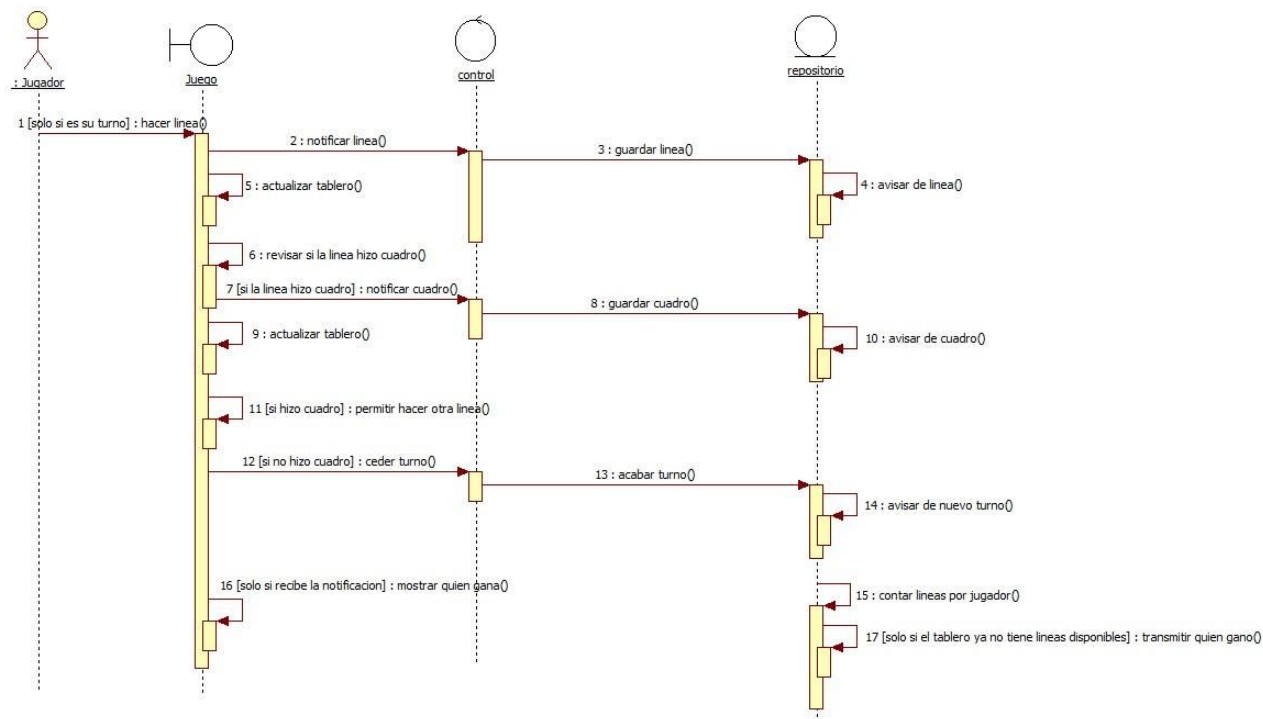 : Jugador
Juego
control
repositorio
1 [solo si es su turno] : hacer linea()
2 : notificar linea()
3 : guardar linea()
4 : avisar de linea()
5 : actualizar tablero()
6 : revisar si la linea hizo cuadro()
7 [si la linea hizo cuadro] : notificar cuadro()
8 : guardar cuadro()
9 : actualizar tablero()
10 : avisar de cuadro()
11 [si hizo cuadro] : permitir hacer otra linea()
12 [si no hizo cuadro] : ceder turno()
13 : acabar turno()
14 : avisar de nuevo turno()
16 [solo si recibe la notificacion] : mostrar quien gana()
15 : contar lineas por jugador()
17 [solo si el tablero ya no tiene lineas disponibles] : transmitir quien gano()